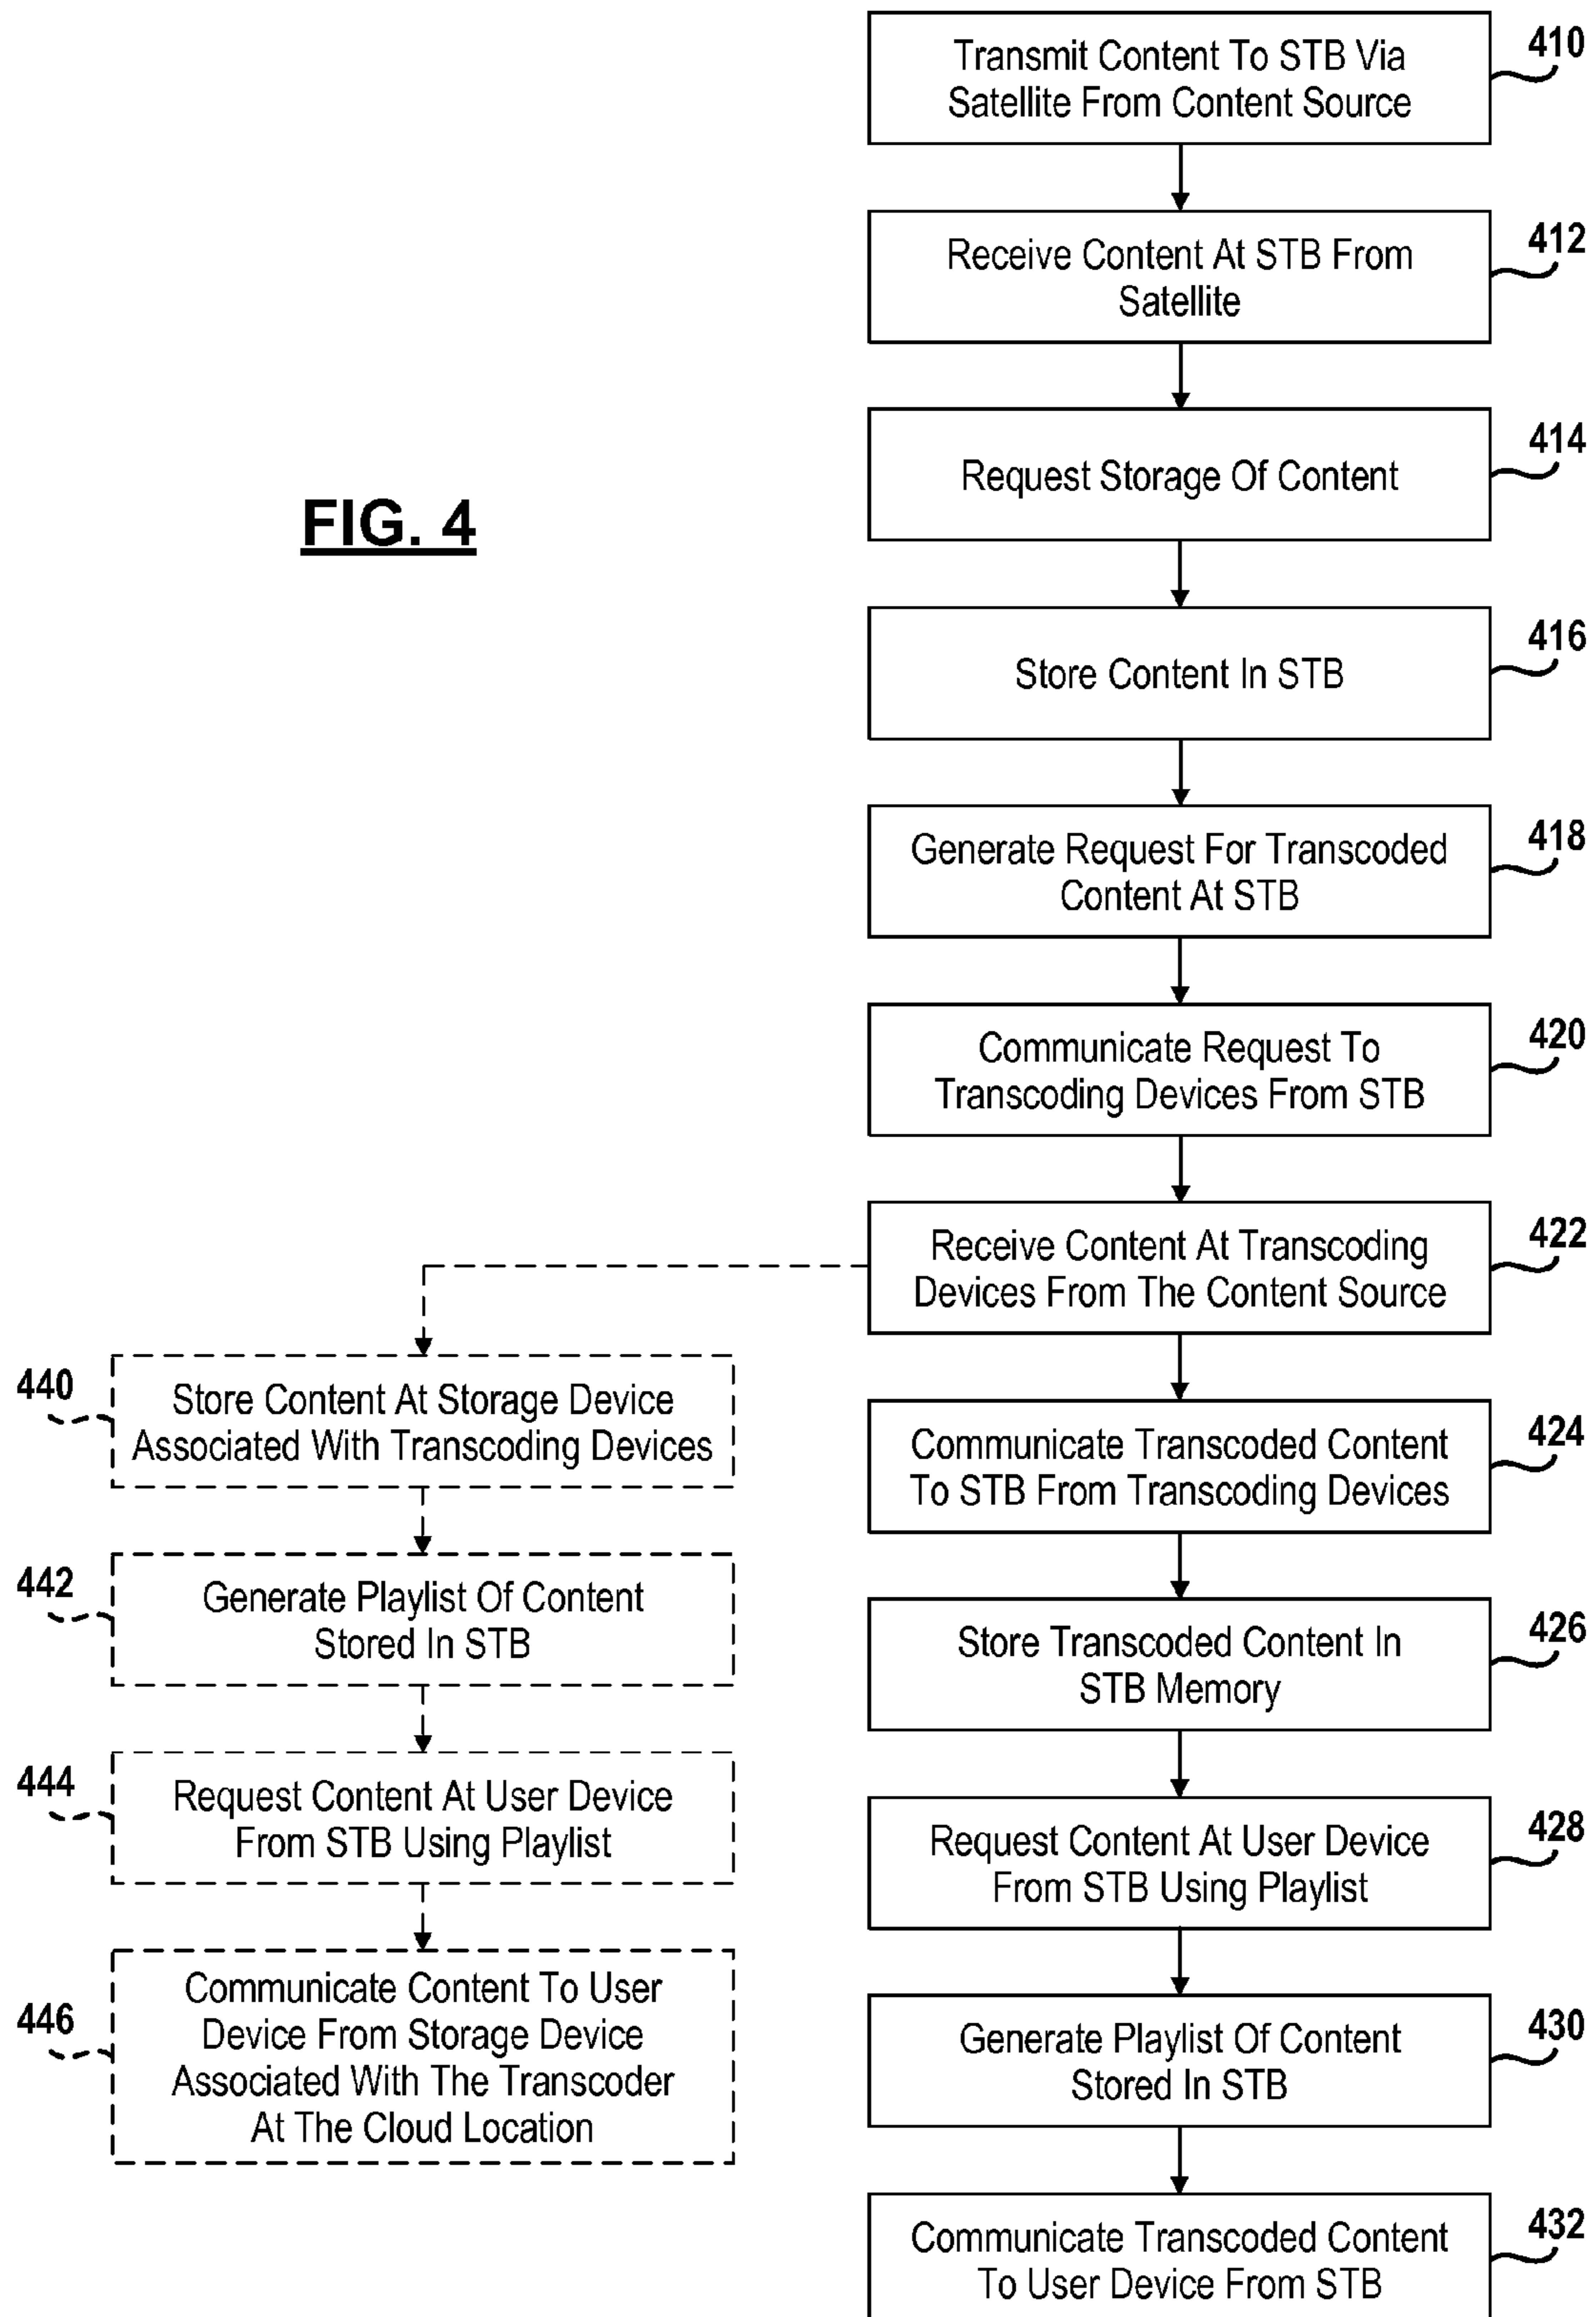 Transmit Content To STB Via
Satellite From Content Source
410
Receive Content At STB From
Satellite
412
Request Storage Of Content
414
FIG. 4
Store Content In STB
416
Generate Request For Transcoded
Content At STB
418
Communicate Request To
Transcoding Devices From STB
420
Receive Content At Transcoding
Devices From The Content Source
422
440
Store Content At Storage Device
Associated With Transcoding Devices
Communicate Transcoded Content
To STB From Transcoding Devices
424
442
Generate Playlist Of Content
Stored In STB
Store Transcoded Content In
STB Memory
426
444
Request Content At User Device
From STB Using Playlist
Request Content At User Device
From STB Using Playlist
428
446
Communicate Content To User
Device From Storage Device
Associated With The Transcoder
At The Cloud Location
Generate Playlist Of Content
Stored In STB
430
Communicate Transcoded Content
To User Device From STB
432